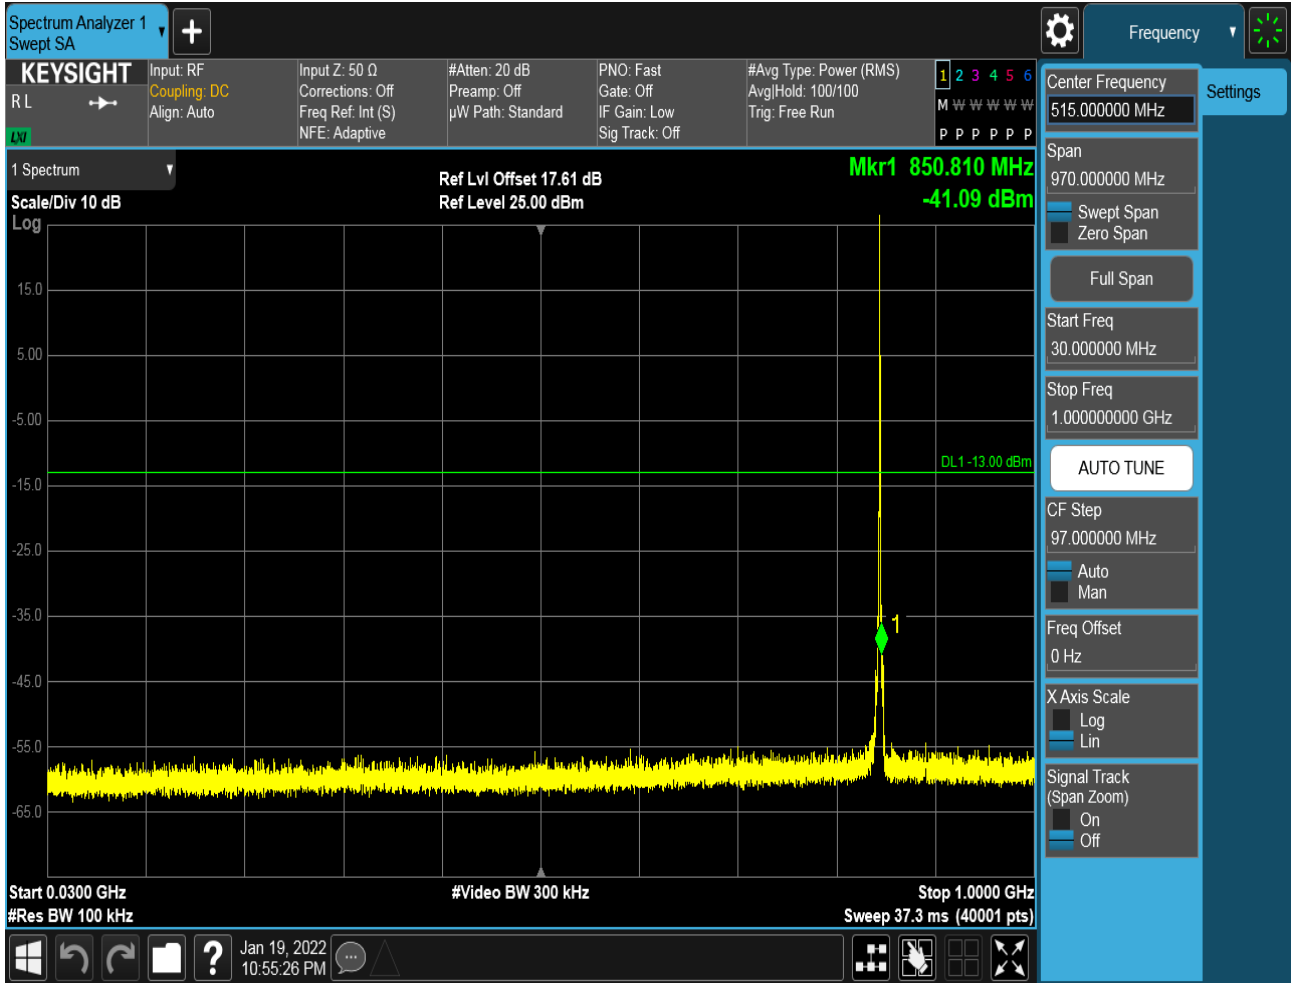 Spectrum Analyzer 1
Swept SA
Frequency
KEYSIGHT
R L
LXI
Input: RF
Coupling: DC
Align: Auto
Input Z: 50 Ω
Corrections: Off
Freq Ref: Int (S)
NFE: Adaptive
#Atten: 20 dB
Preamp: Off
µW Path: Standard
PNO: Fast
Gate: Off
IF Gain: Low
Sig Track: Off
#Avg Type: Power (RMS)
Avg|Hold: 100/100
Trig: Free Run
1 2 3 4 5 6
M W W W W W
P P P P P P
1 Spectrum
Scale/Div 10 dB
Log
Ref Lvl Offset 17.61 dB
Ref Level 25.00 dBm
Mkr1 850.810 MHz
-41.09 dBm
15.0
5.00
-5.00
DL1 -13.00 dBm
-15.0
-25.0
-35.0
1
-45.0
-55.0
-65.0
Start 0.0300 GHz
#Res BW 100 kHz
#Video BW 300 kHz
Stop 1.0000 GHz
Sweep 37.3 ms (40001 pts)
Center Frequency
515.000000 MHz
Settings
Span
970.000000 MHz
Swept Span
Zero Span
Full Span
Start Freq
30.000000 MHz
Stop Freq
1.000000000 GHz
AUTO TUNE
CF Step
97.000000 MHz
Auto
Man
Freq Offset
0 Hz
X Axis Scale
Log
Lin
Signal Track
(Span Zoom)
On
Off
?
Jan 19, 2022
10:55:26 PM